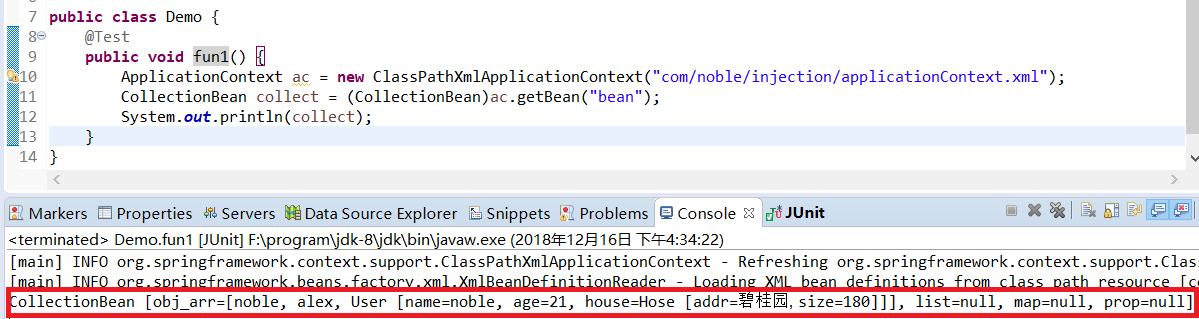 7 public class Demo {
8 @Test
9 public void fun1() {
10 ApplicationContext ac = new ClassPathXmlApplicationContext("com/noble/injection/applicationContext.xml");
11 CollectionBean collect = (CollectionBean)ac.getBean("bean");
12 System.out.println(collect);
13 }
14 }
Markers Properties Servers Data Source Explorer Snippets Problems Console JUnit
<terminated> Demo.fun1 [JUnit] F:\program\jdk-8\jdk\bin\javaw.exe (2018年12月16日 下午4:34:22)
[main] INFO org.springframework.context.support.ClassPathXmlApplicationContext - Refreshing org.springframework.context.support.Class
[main] INFO org.springframework.beans.factory.xml.XmlBeanDefinitionReader - Loading XML bean definitions from class path resource [c
CollectionBean [obj_arr=[noble, alex, User [name=noble, age=21, house=Hose [addr=碧桂园,size=180]]], list=null, map=null, prop=null]